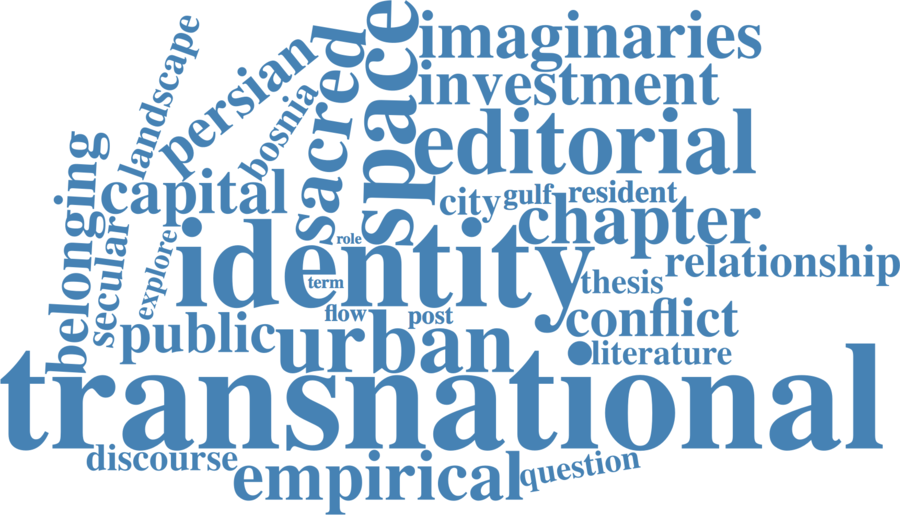 landscape
persian
bosnia
sacred
space
imaginaries
investment
editorial
belonging
secular
capital
city
gulf
resident
chapter
explore
identity
role
term
relationship
thesis
flow
post
conflict
public
urban
literature
•
transnational
discourse
empirical
question